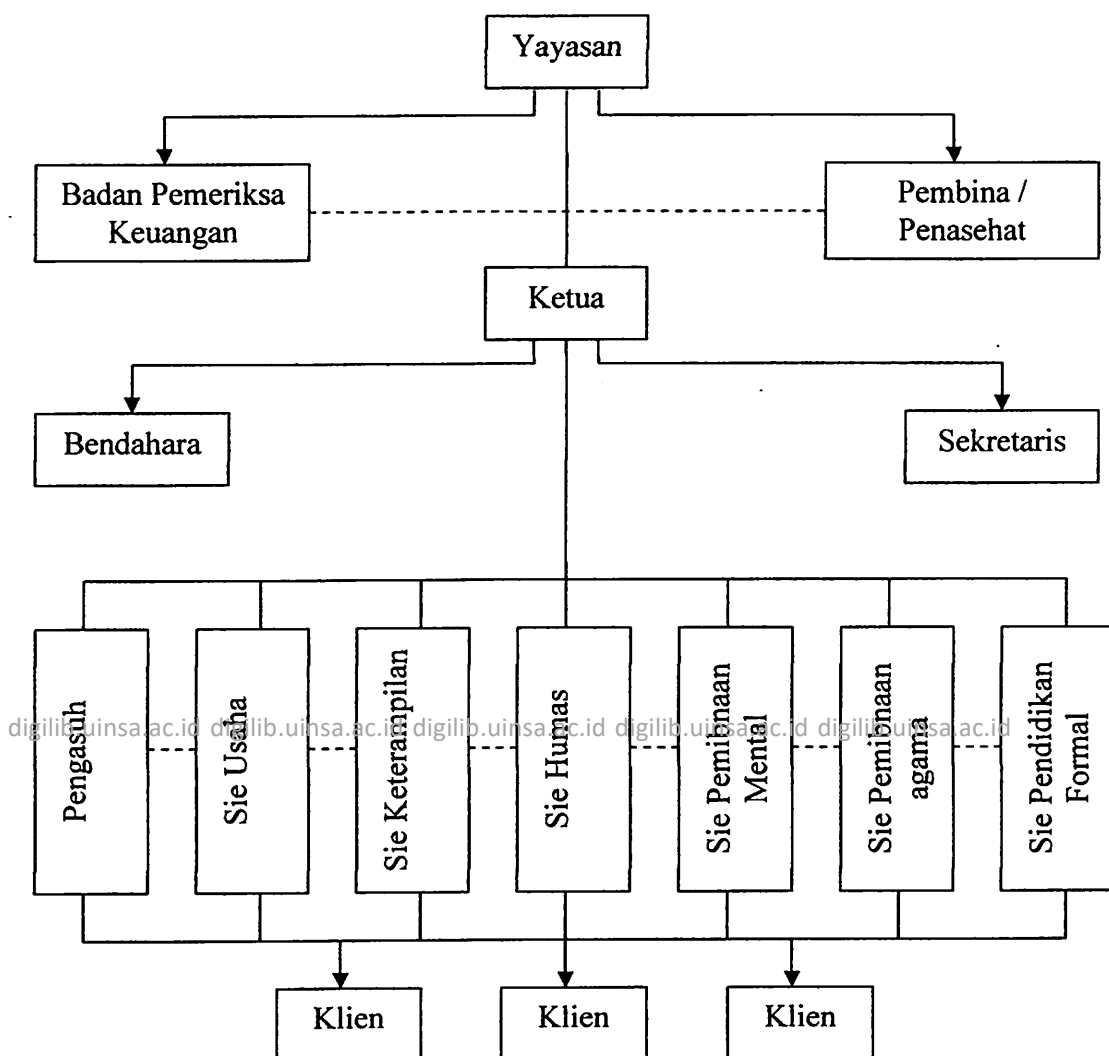 Yayasan
Badan Pemeriksa
Keuangan
Pembina /
Penasehat
Ketua
Bendahara
Sekretaris
Pengasuh
Sie Usaha
Sie Keterampilan
Sie Humas
Sie Pemibnaan
Mental
Sie Pemibnaan
agama
Sie Pendidikan
Formal
digilib.uinsa.ac.id digilib.uinsa.ac.id digilib.uinsa.ac.id digilib.uinsa.ac.id digilib.uinsa.ac.id
Klien
Klien
Klien